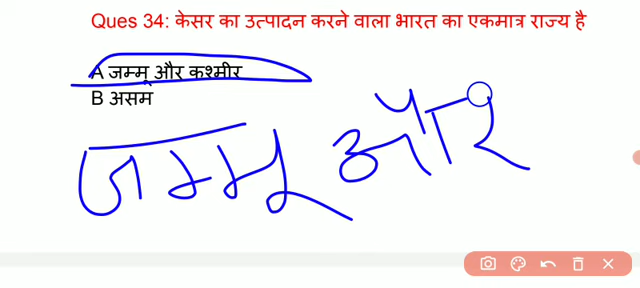 Ques 34: केसर का उत्पादन करने वाला भारत का एकमात्र राज्य है
A जम्मू और कश्मीर
B असम
जम्मू और